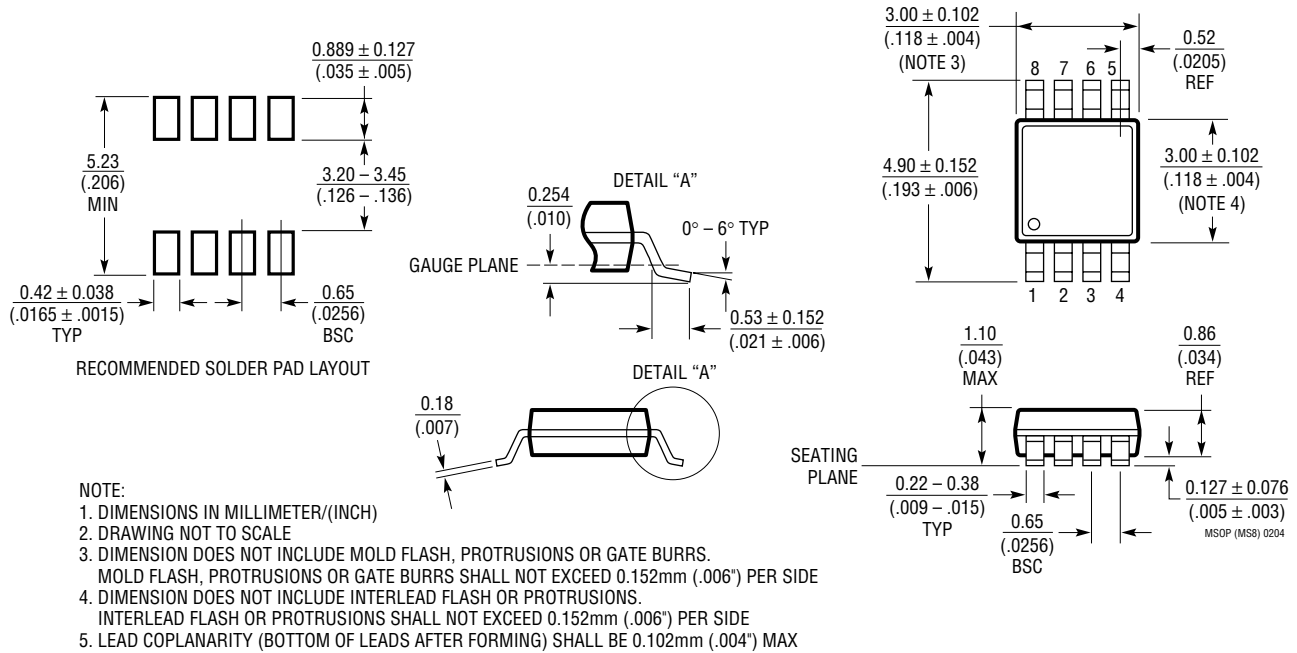 0.889 ± 0.127
(.035 ± .005)
5.23
(.206)
MIN
3.20 – 3.45
(.126 – .136)
0.42 ± 0.038
(.0165 ± .0015)
TYP
0.65
(.0256)
BSC
RECOMMENDED SOLDER PAD LAYOUT
DETAIL “A”
0.254
(.010)
0° – 6° TYP
GAUGE PLANE
0.53 ± 0.152
(.021 ± .006)
DETAIL “A”
0.18
(.007)
3.00 ± 0.102
(.118 ± .004)
(NOTE 3)
0.52
(.0205)
REF
8 7 6 5
4.90 ± 0.152
(.193 ± .006)
3.00 ± 0.102
(.118 ± .004)
(NOTE 4)
1 2 3 4
1.10
(.043)
MAX
0.86
(.034)
REF
SEATING
PLANE
0.22 – 0.38
(.009 – .015)
TYP
0.65
(.0256)
BSC
0.127 ± 0.076
(.005 ± .003)
MSOP (MS8) 0204
NOTE:
1. DIMENSIONS IN MILLIMETER/(INCH)
2. DRAWING NOT TO SCALE
3. DIMENSION DOES NOT INCLUDE MOLD FLASH, PROTRUSIONS OR GATE BURRS.
MOLD FLASH, PROTRUSIONS OR GATE BURRS SHALL NOT EXCEED 0.152mm (.006") PER SIDE
4. DIMENSION DOES NOT INCLUDE INTERLEAD FLASH OR PROTRUSIONS.
INTERLEAD FLASH OR PROTRUSIONS SHALL NOT EXCEED 0.152mm (.006") PER SIDE
5. LEAD COPLANARITY (BOTTOM OF LEADS AFTER FORMING) SHALL BE 0.102mm (.004") MAX